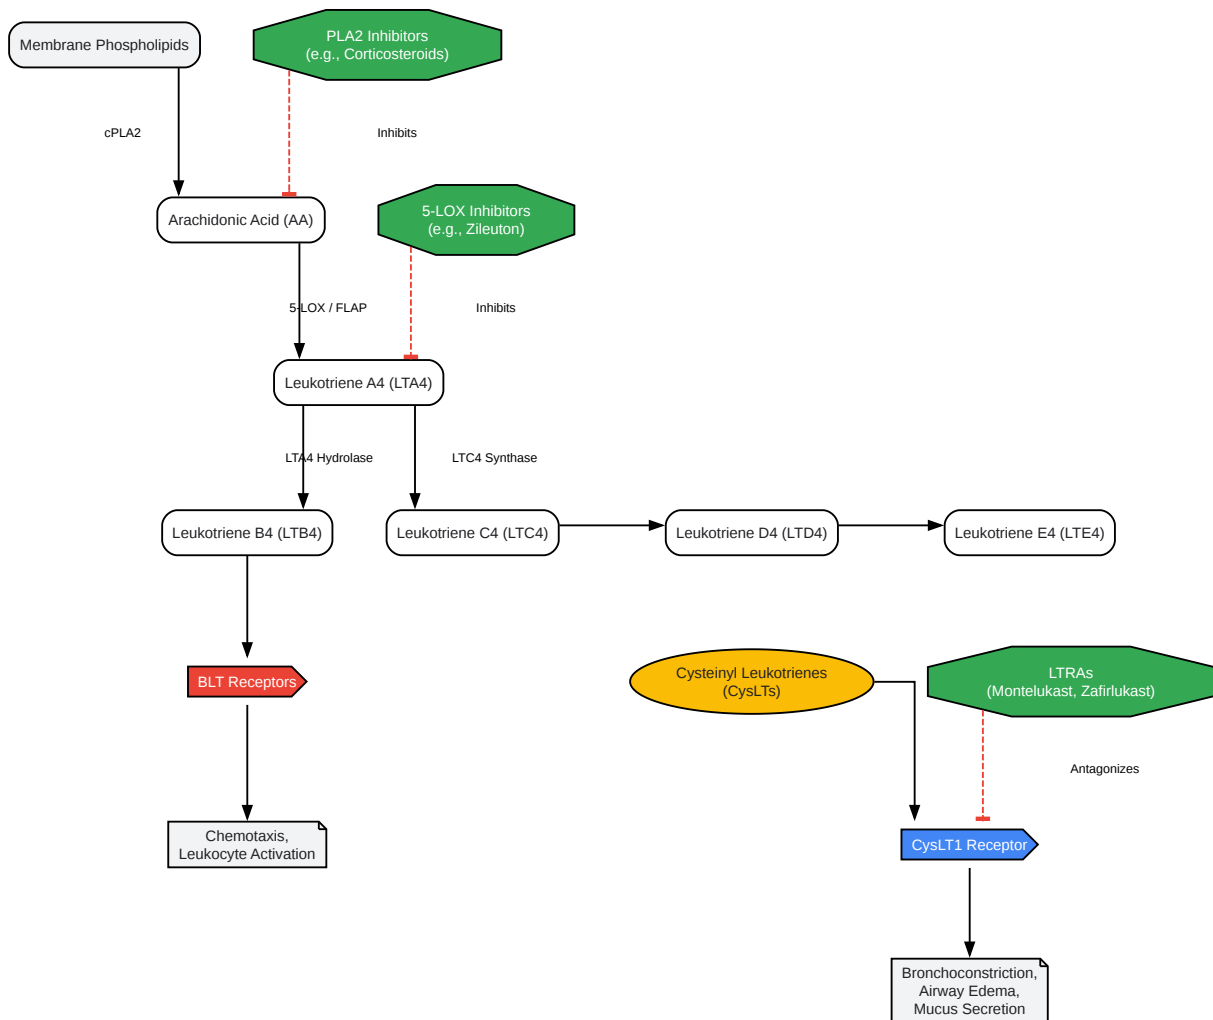 Membrane Phospholipids
PLA2 Inhibitors
(e.g., Corticosteroids)
cPLA2
Inhibits
Arachidonic Acid (AA)
5-LOX Inhibitors
(e.g., Zileuton)
5-LOX / FLAP
Inhibits
Leukotriene A4 (LTA4)
LTA4 Hydrolase
LTC4 Synthase
Leukotriene B4 (LTB4)
Leukotriene C4 (LTC4)
Leukotriene D4 (LTD4)
Leukotriene E4 (LTE4)
BLT Receptors
Cysteinyl Leukotrienes
(CysLTs)
LTRAs
(Montelukast, Zafirlukast)
Antagonizes
Chemotaxis,
Leukocyte Activation
CysLT1 Receptor
Bronchoconstriction,
Airway Edema,
Mucus Secretion